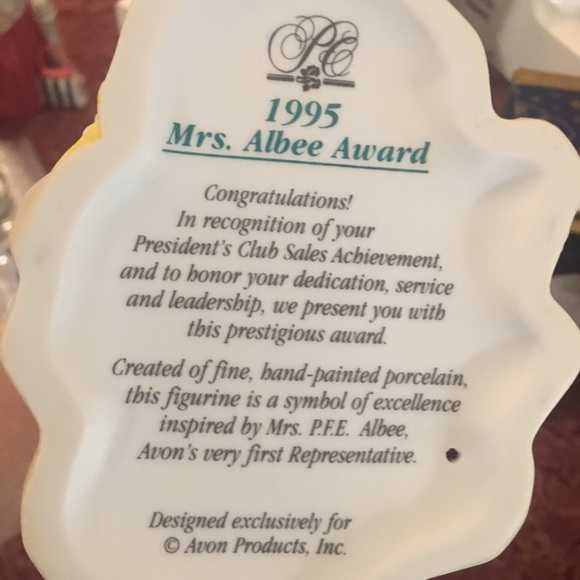 PE
1995
Mrs. Albee Award
Congratulations!
In recognition of your
President's Club Sales Achievement,
and to honor your dedication, service
and leadership, we present you with
this prestigious award.
Created of fine, hand-painted porcelain,
this figurine is a symbol of excellence
inspired by Mrs. P.F.E. Albee,
Avon's very first Representative.
Designed exclusively for
© Avon Products, Inc.